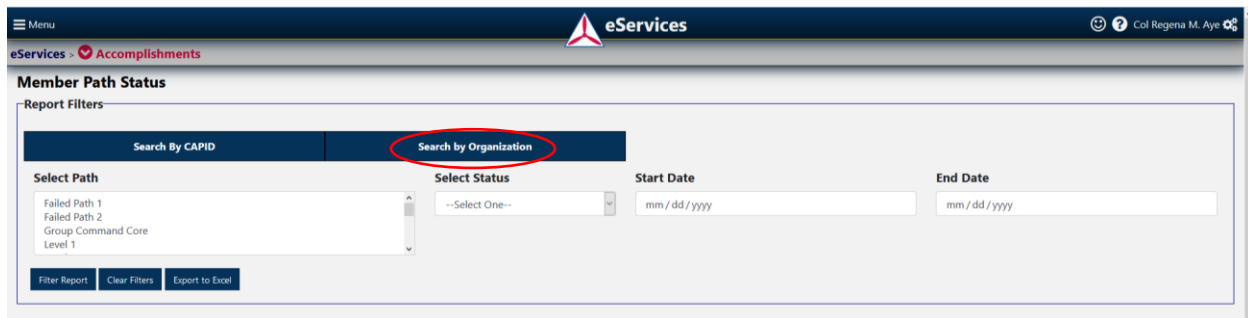 Menu
eServices
Col Regena M. Aye
eServices > Accomplishments
Member Path Status
Report Filters
Search By CAPID
Search by Organization
Select Path
Select Status
Start Date
End Date
Failed Path 1
Failed Path 2
Group Command Core
Level 1
--Select One--
mm / dd / yyyy
mm / dd / yyyy
Filter Report
Clear Filters
Export to Excel